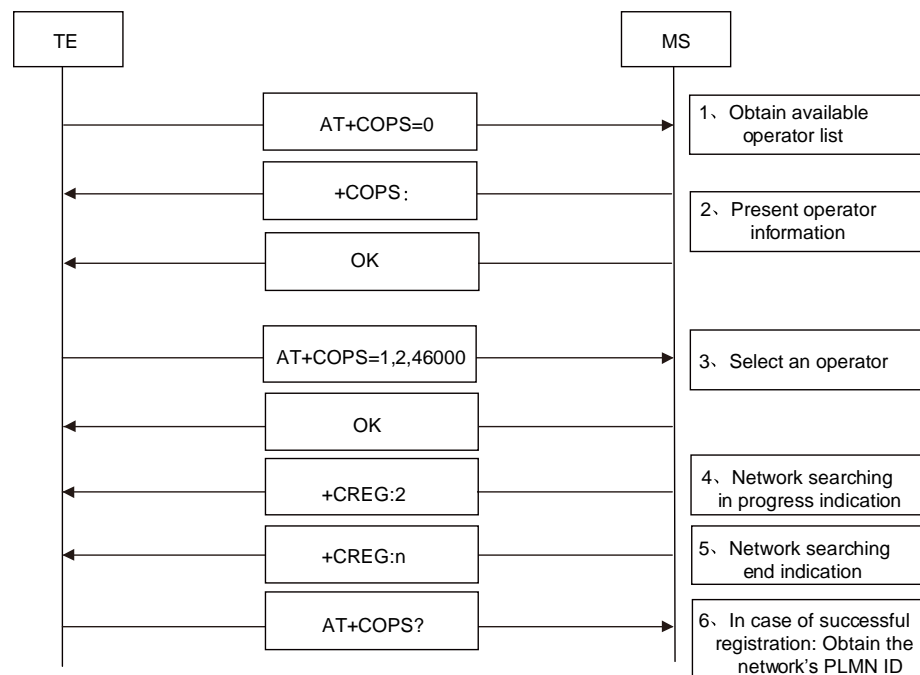 TE
MS
AT+COPS=0
1、Obtain available
operator list
+COPS：
2、Present operator
information
OK
AT+COPS=1,2,46000
3、Select an operator
OK
+CREG:2
4、Network searching
in progress indication
+CREG:n
5、Network searching
end indication
AT+COPS?
6、In case of successful
registration: Obtain the
network’s PLMN ID